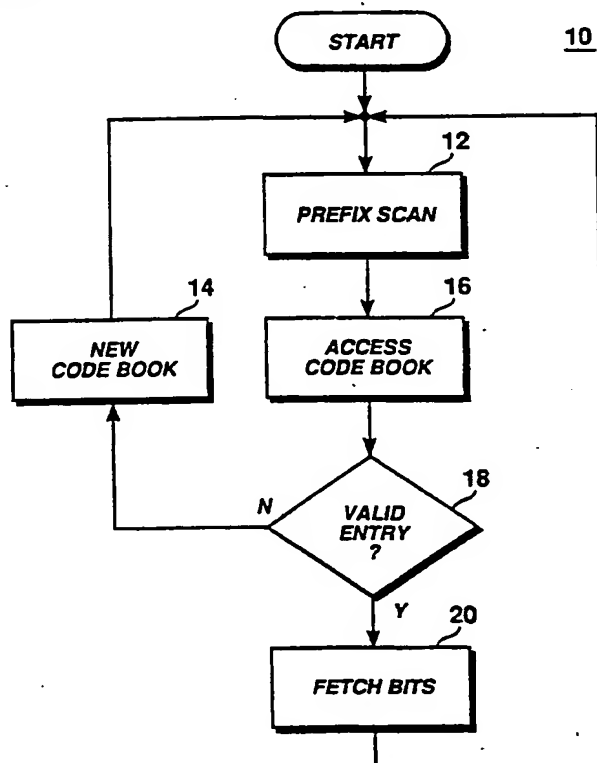 START
10
12
PREFIX SCAN
14
NEW
CODE BOOK
16
ACCESS
CODE BOOK
18
N
VALID
ENTRY
?
Y
20
FETCH BITS